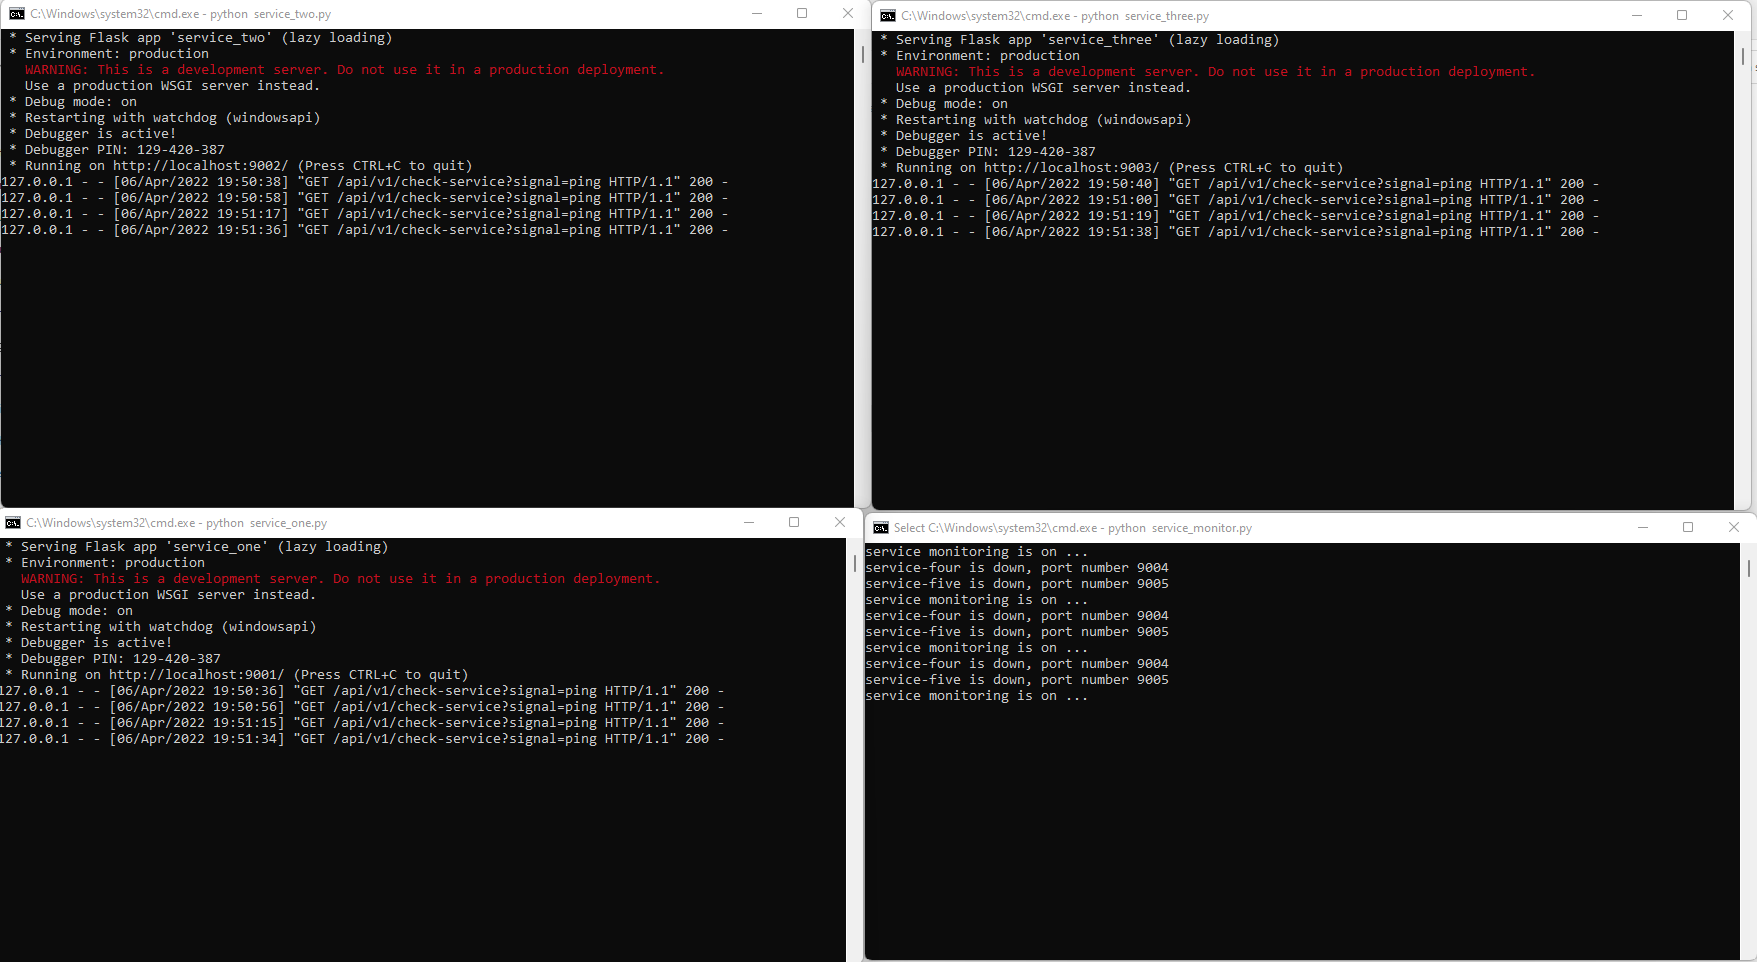 C:\Windows\system32\cmd.exe - python  service_two.py
* Serving Flask app 'service_two' (lazy loading)
* Environment: production
WARNING: This is a development server. Do not use it in a production deployment.
Use a production WSGI server instead.
* Debug mode: on
* Restarting with watchdog (windowsapi)
* Debugger is active!
* Debugger PIN: 129-420-387
* Running on http://localhost:9002/ (Press CTRL+C to quit)
127.0.0.1 - - [06/Apr/2022 19:50:38] "GET /api/v1/check-service?signal=ping HTTP/1.1" 200 -
127.0.0.1 - - [06/Apr/2022 19:50:58] "GET /api/v1/check-service?signal=ping HTTP/1.1" 200 -
127.0.0.1 - - [06/Apr/2022 19:51:17] "GET /api/v1/check-service?signal=ping HTTP/1.1" 200 -
127.0.0.1 - - [06/Apr/2022 19:51:36] "GET /api/v1/check-service?signal=ping HTTP/1.1" 200 -
C:\Windows\system32\cmd.exe - python  service_three.py
* Serving Flask app 'service_three' (lazy loading)
* Environment: production
WARNING: This is a development server. Do not use it in a production deployment.
Use a production WSGI server instead.
* Debug mode: on
* Restarting with watchdog (windowsapi)
* Debugger is active!
* Debugger PIN: 129-420-387
* Running on http://localhost:9003/ (Press CTRL+C to quit)
127.0.0.1 - - [06/Apr/2022 19:50:40] "GET /api/v1/check-service?signal=ping HTTP/1.1" 200 -
127.0.0.1 - - [06/Apr/2022 19:51:00] "GET /api/v1/check-service?signal=ping HTTP/1.1" 200 -
127.0.0.1 - - [06/Apr/2022 19:51:19] "GET /api/v1/check-service?signal=ping HTTP/1.1" 200 -
127.0.0.1 - - [06/Apr/2022 19:51:38] "GET /api/v1/check-service?signal=ping HTTP/1.1" 200 -
C:\Windows\system32\cmd.exe - python  service_one.py
* Serving Flask app 'service_one' (lazy loading)
* Environment: production
WARNING: This is a development server. Do not use it in a production deployment.
Use a production WSGI server instead.
* Debug mode: on
* Restarting with watchdog (windowsapi)
* Debugger is active!
* Debugger PIN: 129-420-387
* Running on http://localhost:9001/ (Press CTRL+C to quit)
127.0.0.1 - - [06/Apr/2022 19:50:36] "GET /api/v1/check-service?signal=ping HTTP/1.1" 200 -
127.0.0.1 - - [06/Apr/2022 19:50:56] "GET /api/v1/check-service?signal=ping HTTP/1.1" 200 -
127.0.0.1 - - [06/Apr/2022 19:51:15] "GET /api/v1/check-service?signal=ping HTTP/1.1" 200 -
127.0.0.1 - - [06/Apr/2022 19:51:34] "GET /api/v1/check-service?signal=ping HTTP/1.1" 200 -
Select C:\Windows\system32\cmd.exe - python  service_monitor.py
service monitoring is on ...
service-four is down, port number 9004
service-five is down, port number 9005
service monitoring is on ...
service-four is down, port number 9004
service-five is down, port number 9005
service monitoring is on ...
service-four is down, port number 9004
service-five is down, port number 9005
service monitoring is on ...